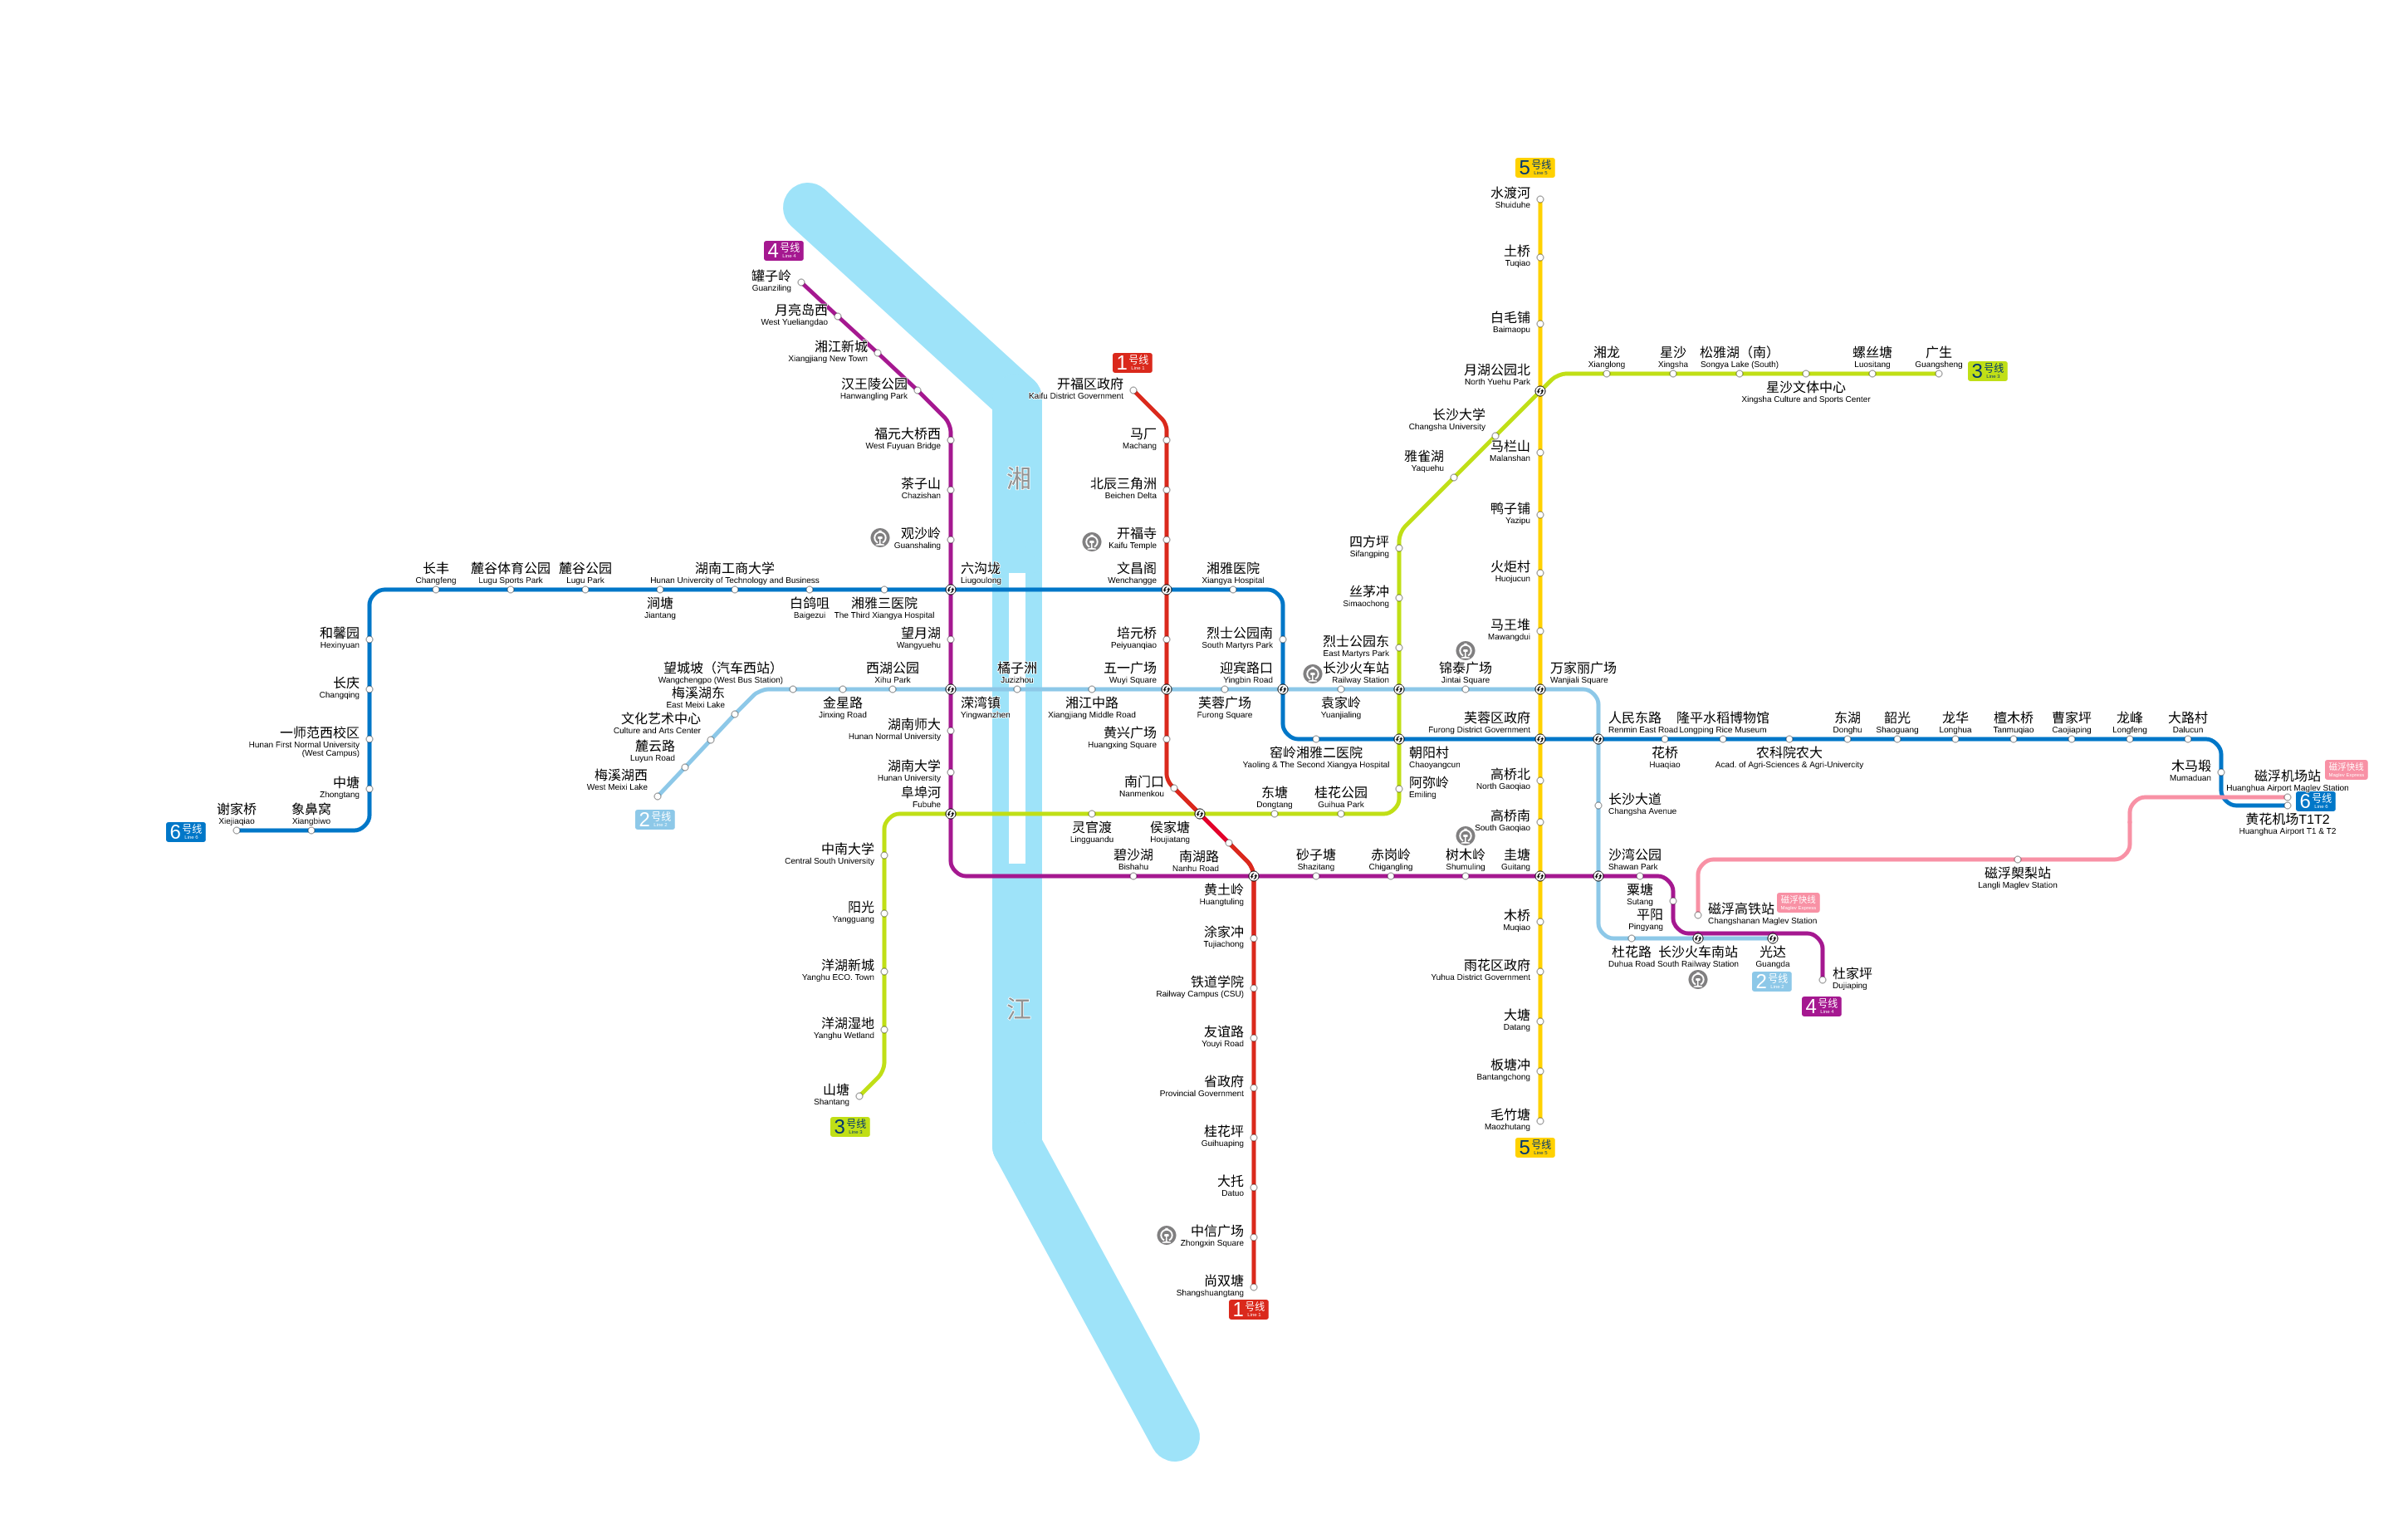 5号线
Line 5
水渡河
Shuiduhe
土桥
Tuqiao
白毛铺
Baimaopu
月湖公园北
North Yuehu Park
马栏山
Malanshan
鸭子铺
Yazipu
火炬村
Huojucun
马王堆
Mawangdui
万家丽广场
Wanjiali Square
芙蓉区政府
Furong District Government
高桥北
North Gaoqiao
高桥南
South Gaoqiao
圭塘
Guitang
木桥
Muqiao
雨花区政府
Yuhua District Government
大塘
Datang
板塘冲
Bantangchong
毛竹塘
Maozhutang
5号线
Line 5
4号线
Line 4
罐子岭
Guanziling
月亮岛西
West Yueliangdao
湘江新城
Xiangjiang New Town
汉王陵公园
Hanwangling Park
福元大桥西
West Fuyuan Bridge
茶子山
Chazishan
观沙岭
Guanshaling
六沟垅
Liugoulong
望月湖
Wangyuehu
溁湾镇
Yingwanzhen
湖南师大
Hunan Normal University
湖南大学
Hunan University
阜埠河
Fubuhe
碧沙湖
Bishahu
黄土岭
Huangtuling
砂子塘
Shazitang
赤岗岭
Chigangling
树木岭
Shumuling
沙湾公园
Shawan Park
粟塘
Sutang
平阳
Pingyang
长沙火车南站
South Railway Station
光达
Guangda
杜家坪
Dujiaping
4号线
Line 4
1号线
Line 1
开福区政府
Kaifu District Government
马厂
Machang
北辰三角洲
Beichen Delta
开福寺
Kaifu Temple
文昌阁
Wenchangge
培元桥
Peiyuanqiao
五一广场
Wuyi Square
黄兴广场
Huangxing Square
南门口
Nanmenkou
侯家塘
Houjiatang
南湖路
Nanhu Road
涂家冲
Tujiachong
铁道学院
Railway Campus (CSU)
友谊路
Youyi Road
省政府
Provincial Government
桂花坪
Guihuaping
大托
Datuo
中信广场
Zhongxin Square
尚双塘
Shangshuangtang
1号线
Line 1
湘龙
Xianglong
星沙
Xingsha
松雅湖（南）
Songya Lake (South)
星沙文体中心
Xingsha Culture and Sports Center
螺丝塘
Luositang
广生
Guangsheng
3号线
Line 3
长沙大学
Changsha University
雅雀湖
Yaquehu
四方坪
Sifangping
丝茅冲
Simaochong
烈士公园东
East Martyrs Park
长沙火车站
Railway Station
朝阳村
Chaoyangcun
阿弥岭
Emiling
桂花公园
Guihua Park
东塘
Dongtang
灵官渡
Lingguandu
中南大学
Central South University
阳光
Yangguang
洋湖新城
Yanghu ECO. Town
洋湖湿地
Yanghu Wetland
山塘
Shantang
3号线
Line 3
6号线
Line 6
谢家桥
Xiejiaqiao
象鼻窝
Xiangbiwo
中塘
Zhongtang
一师范西校区
Hunan First Normal University
(West Campus)
长庆
Changqing
和馨园
Hexinyuan
长丰
Changfeng
麓谷体育公园
Lugu Sports Park
麓谷公园
Lugu Park
涧塘
Jiantang
湖南工商大学
Hunan Univercity of Technology and Business
白鸽咀
Baigezui
湘雅三医院
The Third Xiangya Hospital
湘雅医院
Xiangya Hospital
烈士公园南
South Martyrs Park
迎宾路口
Yingbin Road
窑岭湘雅二医院
Yaoling & The Second Xiangya Hospital
人民东路
Renmin East Road
花桥
Huaqiao
隆平水稻博物馆
Longping Rice Museum
农科院农大
Acad. of Agri-Sciences & Agri-Univercity
东湖
Donghu
韶光
Shaoguang
龙华
Longhua
檀木桥
Tanmuqiao
曹家坪
Caojiaping
龙峰
Longfeng
大路村
Dalucun
木马塅
Mumaduan
黄花机场T1T2
Huanghua Airport T1 & T2
6号线
Line 6
2号线
Line 2
梅溪湖西
West Meixi Lake
麓云路
Luyun Road
文化艺术中心
Culture and Arts Center
梅溪湖东
East Meixi Lake
望城坡（汽车西站）
Wangchengpo (West Bus Station)
金星路
Jinxing Road
西湖公园
Xihu Park
橘子洲
Juzizhou
湘江中路
Xiangjiang Middle Road
芙蓉广场
Furong Square
袁家岭
Yuanjialing
锦泰广场
Jintai Square
长沙大道
Changsha Avenue
杜花路
Duhua Road
2号线
Line 2
磁浮快线
Maglev Express
磁浮机场站
Huanghua Airport Maglev Station
磁浮㮾梨站
Langli Maglev Station
磁浮高铁站
Changshanan Maglev Station
磁浮快线
Maglev Express
湘
江